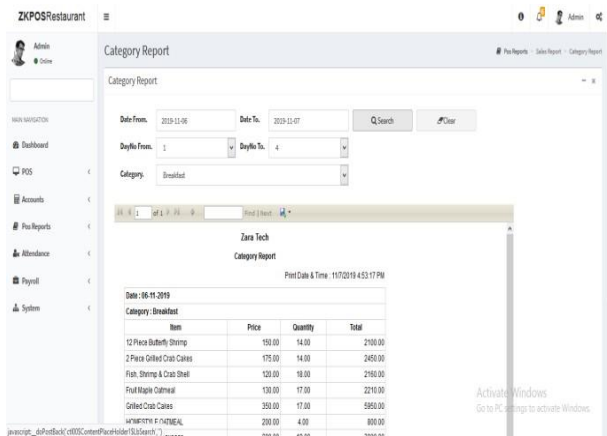 ZKPOSRestaurant
Admin
Admin
Online
Category Report
Pos Reports
Sales Report
Category Report
Category Report
MAIN NAVIGATION
Dashboard
POS
Accounts
Pos Reports
Attendance
Payroll
System
Date From. 2019-11-06 Date To. 2019-11-07 Search Clear
DayNo From. 1 DayNo To. 4
Category. Breakfast
1 of 1 Find | Next
Zara Tech
Category Report
Print Date & Time : 11/7/2019 4:53:17 PM
Date : 06-11-2019
Category : Breakfast
Item Price Quantity Total
12 Piece Butterfly Shrimp 150.00 14.00 2100.00
2 Piece Grilled Crab Cakes 175.00 14.00 2450.00
Fish, Shrimp & Crab Shell 120.00 18.00 2160.00
Fruit Maple Oatmeal 130.00 17.00 2210.00
Grilled Crab Cakes 350.00 17.00 5950.00
HOMESTYLE OATMEAL 200.00 4.00 800.00
Activate Windows
Go to PC settings to activate Windows.